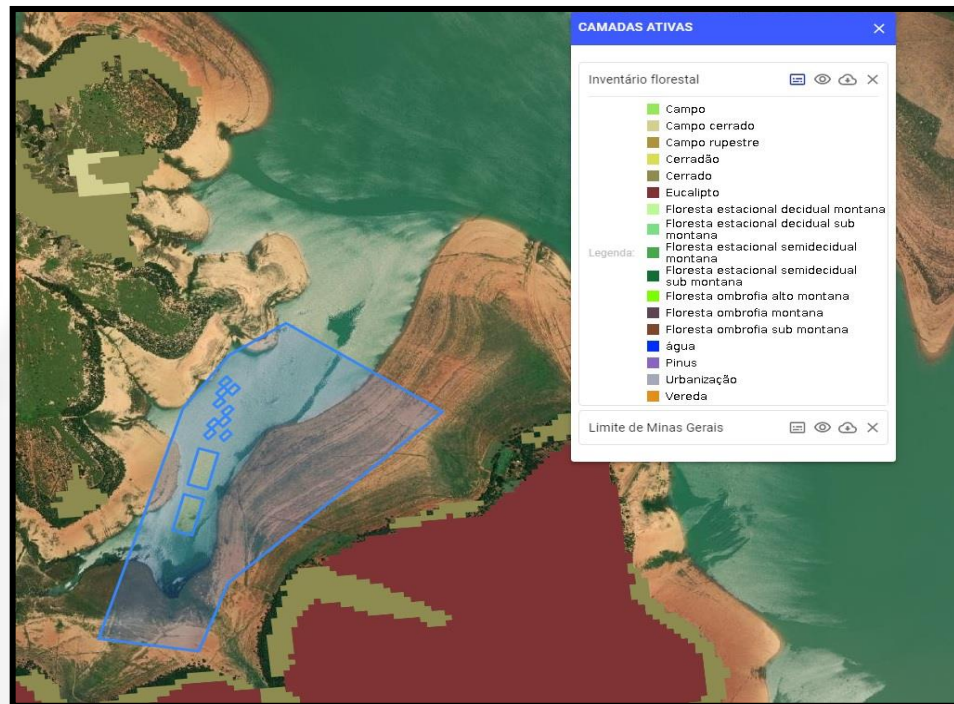 CAMADAS ATIVAS
Inventário florestal
Legenda:
Campo
Campo cerrado
Campo rupestre
Cerradão
Cerrado
Eucalipto
Floresta estacional decidual montana
Floresta estacional decidual sub
montana
Floresta estacional semidecidual
montana
Floresta estacional semidecidual
sub montana
Floresta ombrofia alto montana
Floresta ombrofia montana
Floresta ombrofia sub montana
água
Pinus
Urbanização
Vereda
Limite de Minas Gerais